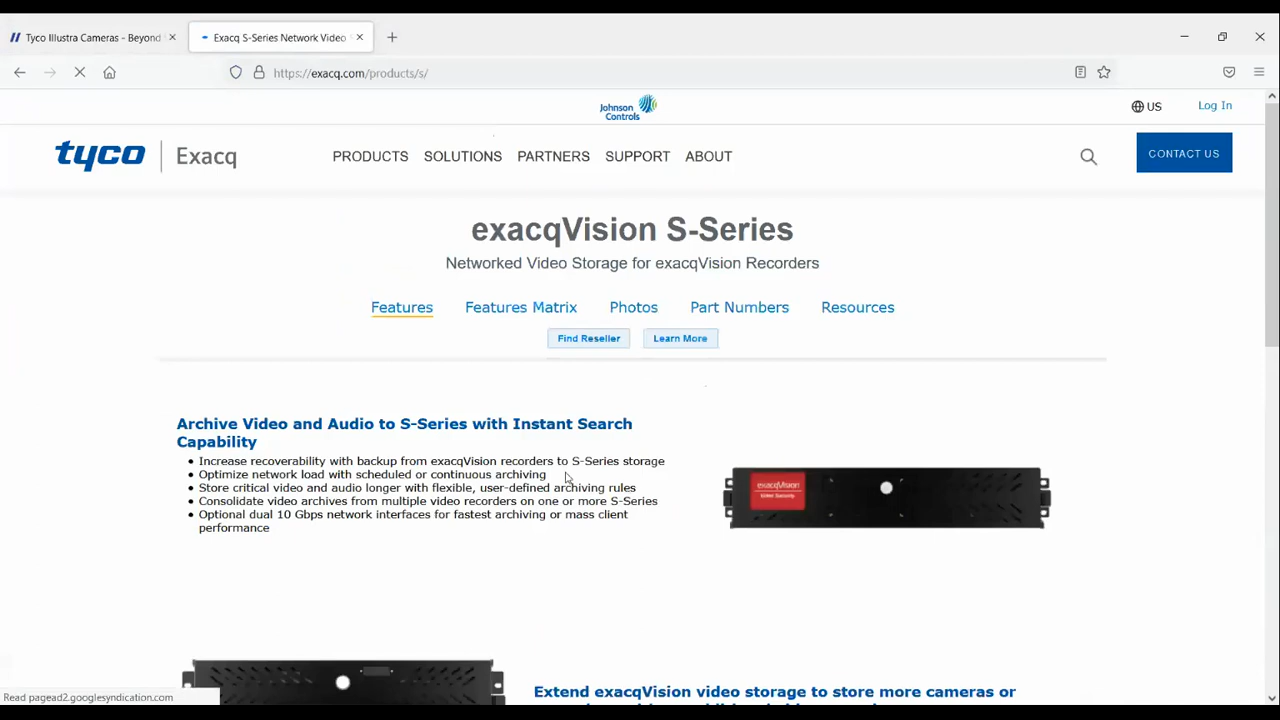 Tyco Illustra Cameras - Beyond
Exacq S-Series Network Video
https://exacq.com/products/s/
Johnson Controls
US
Log In
tyco Exacq
PRODUCTS SOLUTIONS PARTNERS SUPPORT ABOUT
CONTACT US
exacqVision S-Series
Networked Video Storage for exacqVision Recorders
Features Features Matrix Photos Part Numbers Resources
Find Reseller Learn More
Archive Video and Audio to S-Series with Instant Search
Capability
• Increase recoverability with backup from exacqVision recorders to S-Series storage
• Optimize network load with scheduled or continuous archiving
• Store critical video and audio longer with flexible, user-defined archiving rules
• Consolidate video archives from multiple video recorders on one or more S-Series
• Optional dual 10 Gbps network interfaces for fastest archiving or mass client
performance
exacqVision
Video Security
Extend exacqVision video storage to store more cameras or
Read pagead2.googlesyndication.com